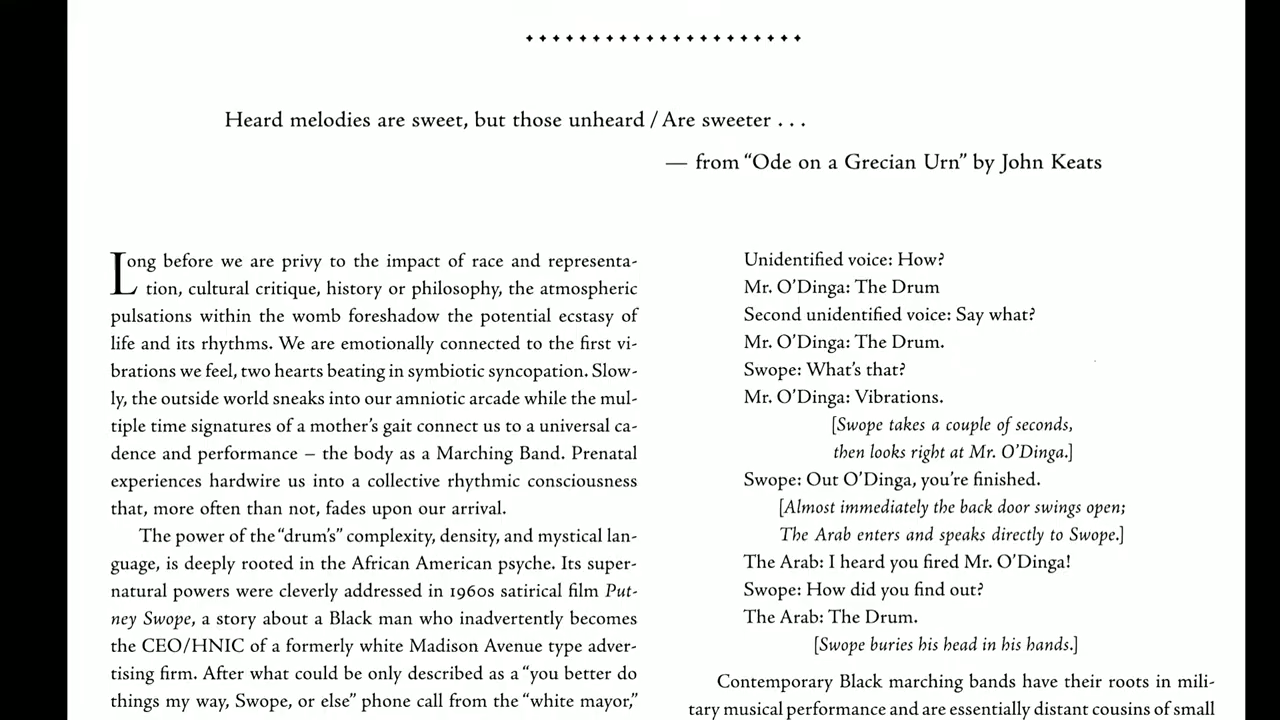 Heard melodies are sweet, but those unheard / Are sweeter . . .
— from “Ode on a Grecian Urn” by John Keats
Long before we are privy to the impact of race and representa-
tion, cultural critique, history or philosophy, the atmospheric
pulsations within the womb foreshadow the potential ecstasy of
life and its rhythms. We are emotionally connected to the first vi-
brations we feel, two hearts beating in symbiotic syncopation. Slow-
ly, the outside world sneaks into our amniotic arcade while the mul-
tiple time signatures of a mother’s gait connect us to a universal ca-
dence and performance – the body as a Marching Band. Prenatal
experiences hardwire us into a collective rhythmic consciousness
that, more often than not, fades upon our arrival.
The power of the “drum’s” complexity, density, and mystical lan-
guage, is deeply rooted in the African American psyche. Its super-
natural powers were cleverly addressed in 1960s satirical film Put-
ney Swope, a story about a Black man who inadvertently becomes
the CEO/HNIC of a formerly white Madison Avenue type adver-
tising firm. After what could be only described as a “you better do
things my way, Swope, or else” phone call from the “white mayor,”
Unidentified voice: How?
Mr. O’Dinga: The Drum
Second unidentified voice: Say what?
Mr. O’Dinga: The Drum.
Swope: What’s that?
Mr. O’Dinga: Vibrations.
[Swope takes a couple of seconds,
then looks right at Mr. O’Dinga.]
Swope: Out O’Dinga, you’re finished.
[Almost immediately the back door swings open;
The Arab enters and speaks directly to Swope.]
The Arab: I heard you fired Mr. O’Dinga!
Swope: How did you find out?
The Arab: The Drum.
[Swope buries his head in his hands.]
Contemporary Black marching bands have their roots in mili-
tary musical performance and are essentially distant cousins of small